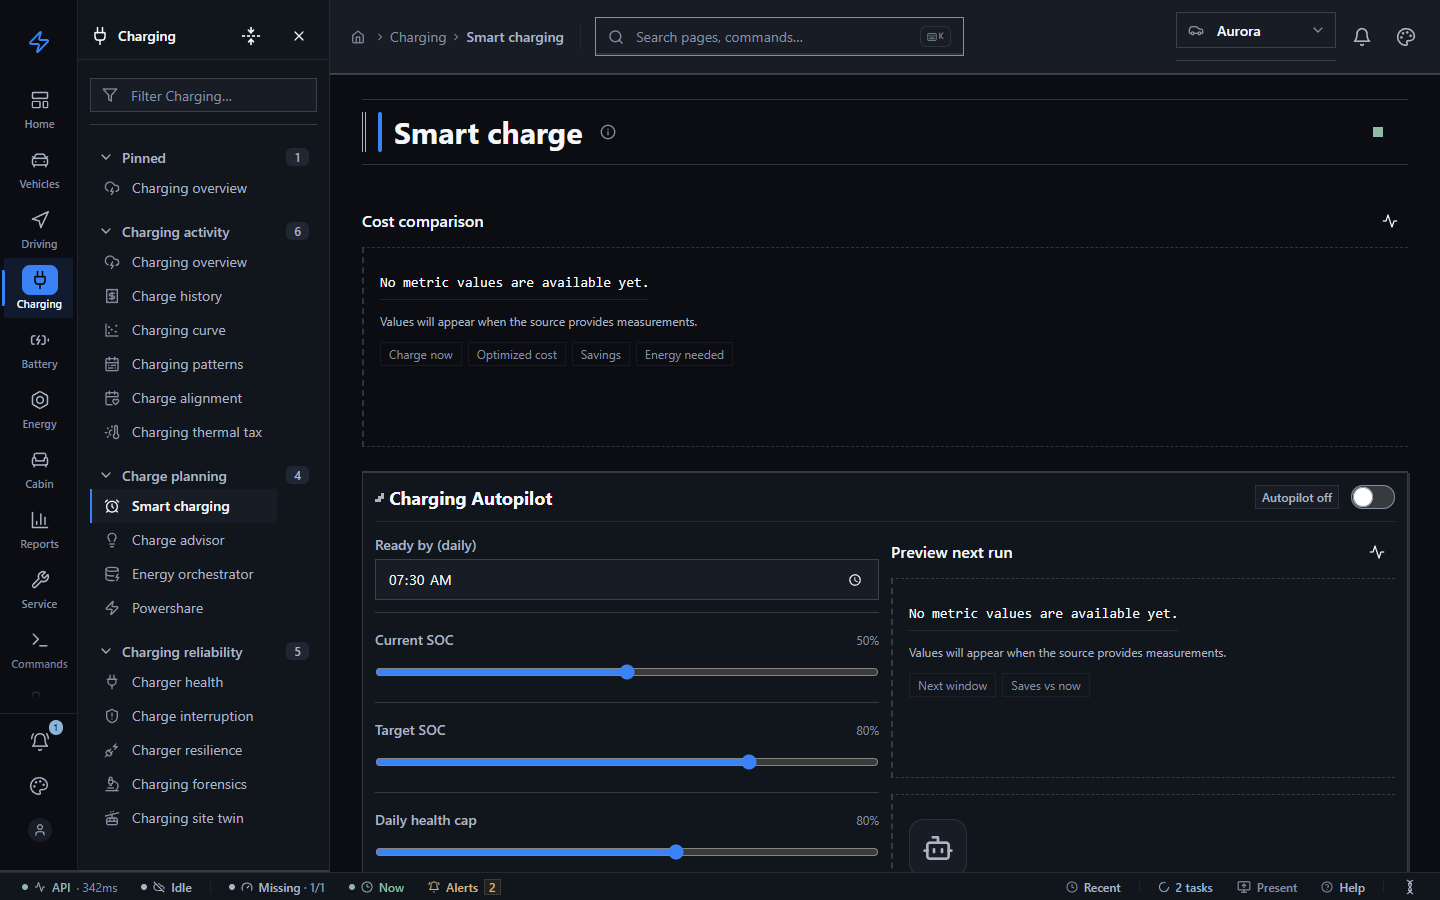 Home
Vehicles
Driving
Charging
Battery
Energy
Cabin
Reports
Service
Commands
1
Charging
Filter Charging...
Pinned 1
Charging overview
Charging activity 6
Charging overview
Charge history
Charging curve
Charging patterns
Charge alignment
Charging thermal tax
Charge planning 4
Smart charging
Charge advisor
Energy orchestrator
Powershare
Charging reliability 5
Charger health
Charge interruption
Charger resilience
Charging forensics
Charging site twin
Charging > Smart charging
Search pages, commands... K
Aurora
Smart charge
Cost comparison
No metric values are available yet.
Values will appear when the source provides measurements.
Charge now Optimized cost Savings Energy needed
Charging Autopilot
Autopilot off
Ready by (daily)
07:30 AM
Current SOC 50%
Target SOC 80%
Daily health cap 80%
Preview next run
No metric values are available yet.
Values will appear when the source provides measurements.
Next window Saves vs now
API · 342ms Idle Missing · 1/1 Now Alerts 2 Recent 2 tasks Present Help